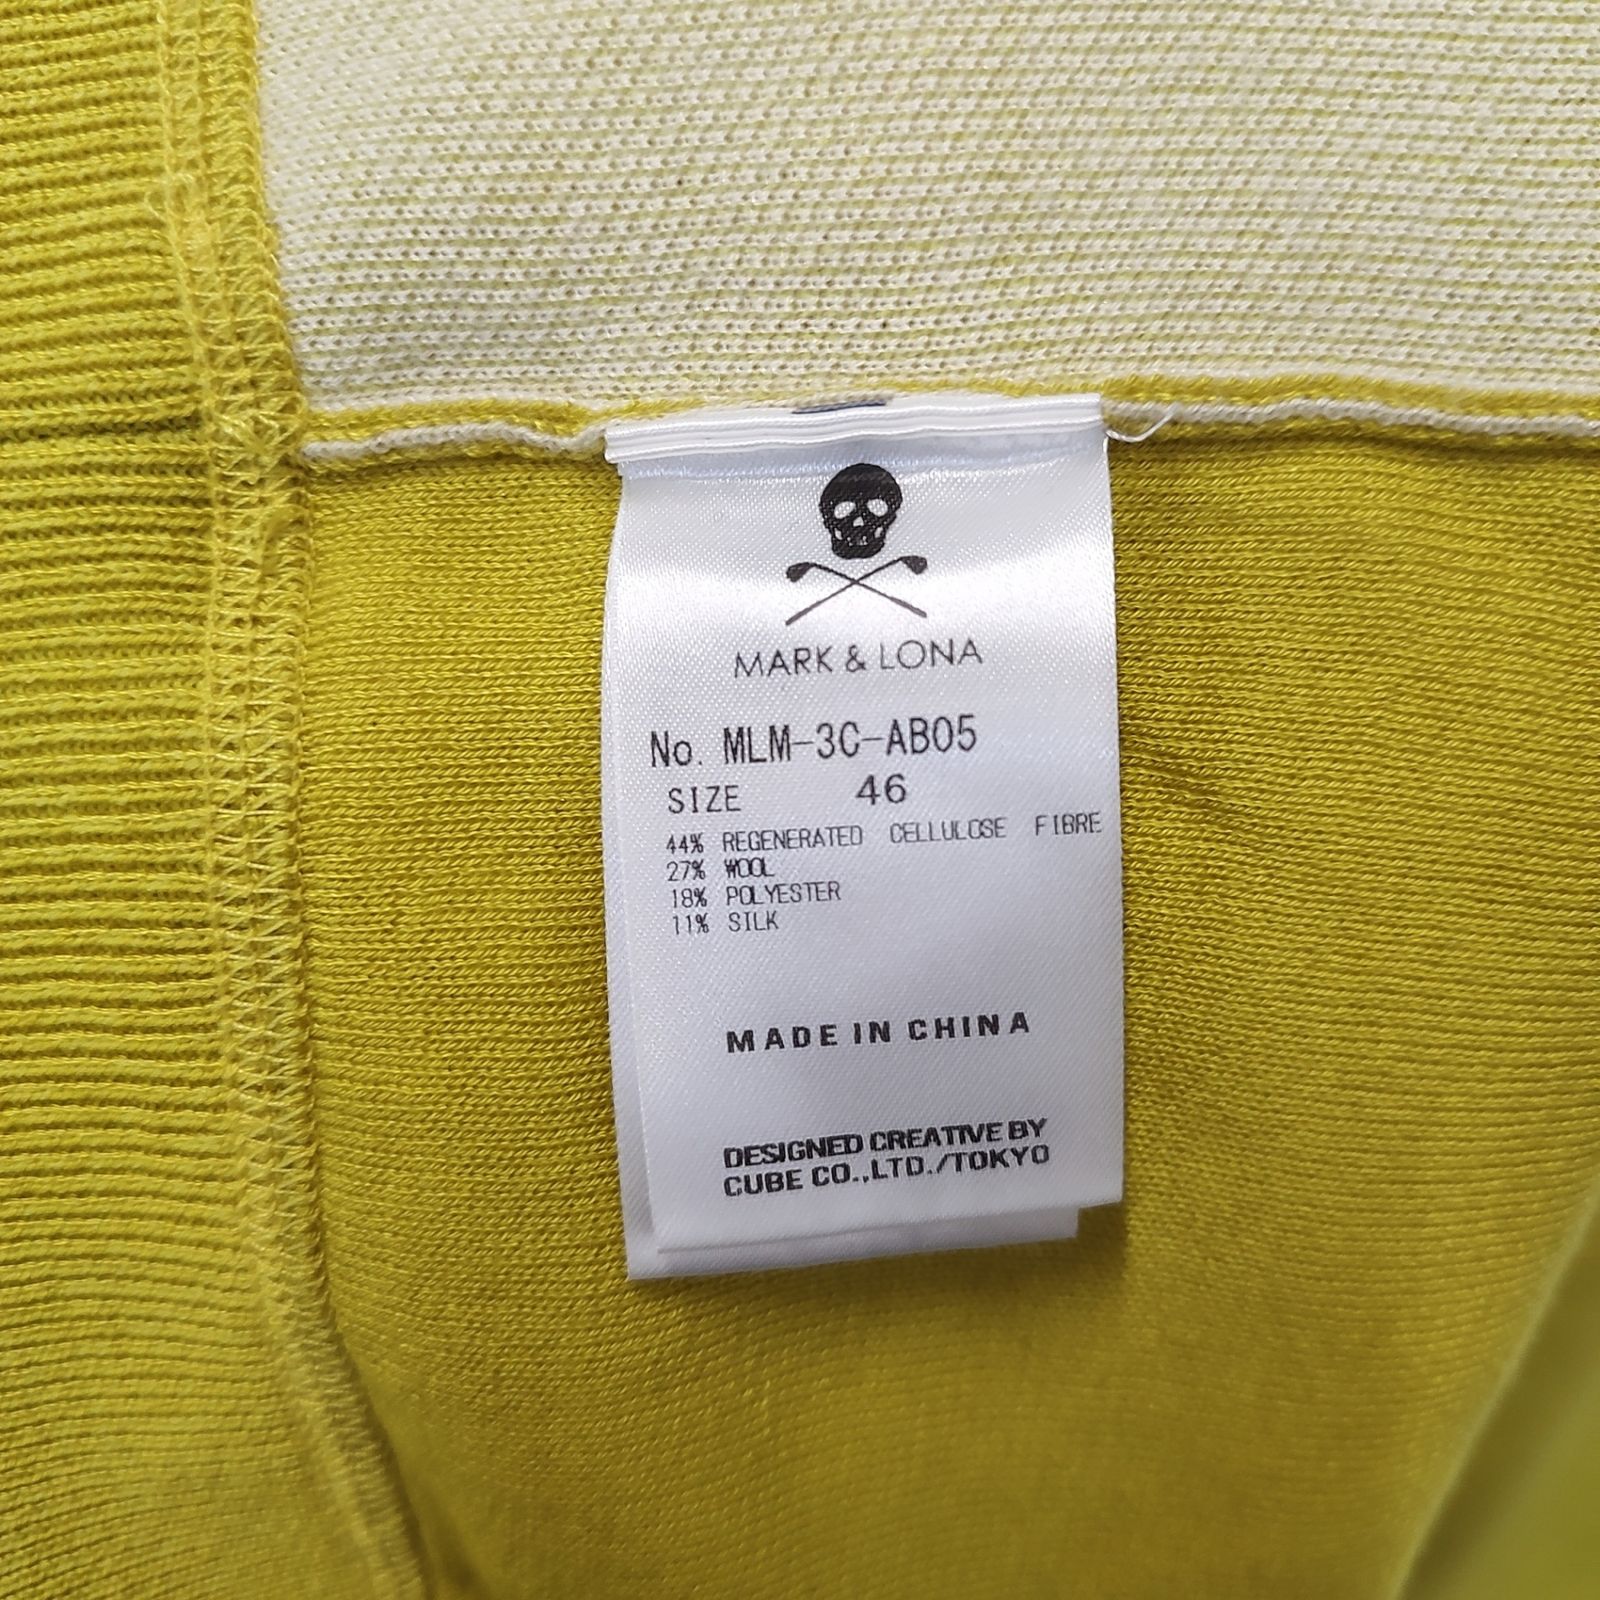 MARK & LONA
No. MLM-3C-AB05
SIZE 46
44% REGENERATED CELLULOSE FIBRE
27% WOOL
18% POLYESTER
11% SILK
MADE IN CHINA
DESIGNED CREATIVE BY
CUBE CO.,LTD./TOKYO